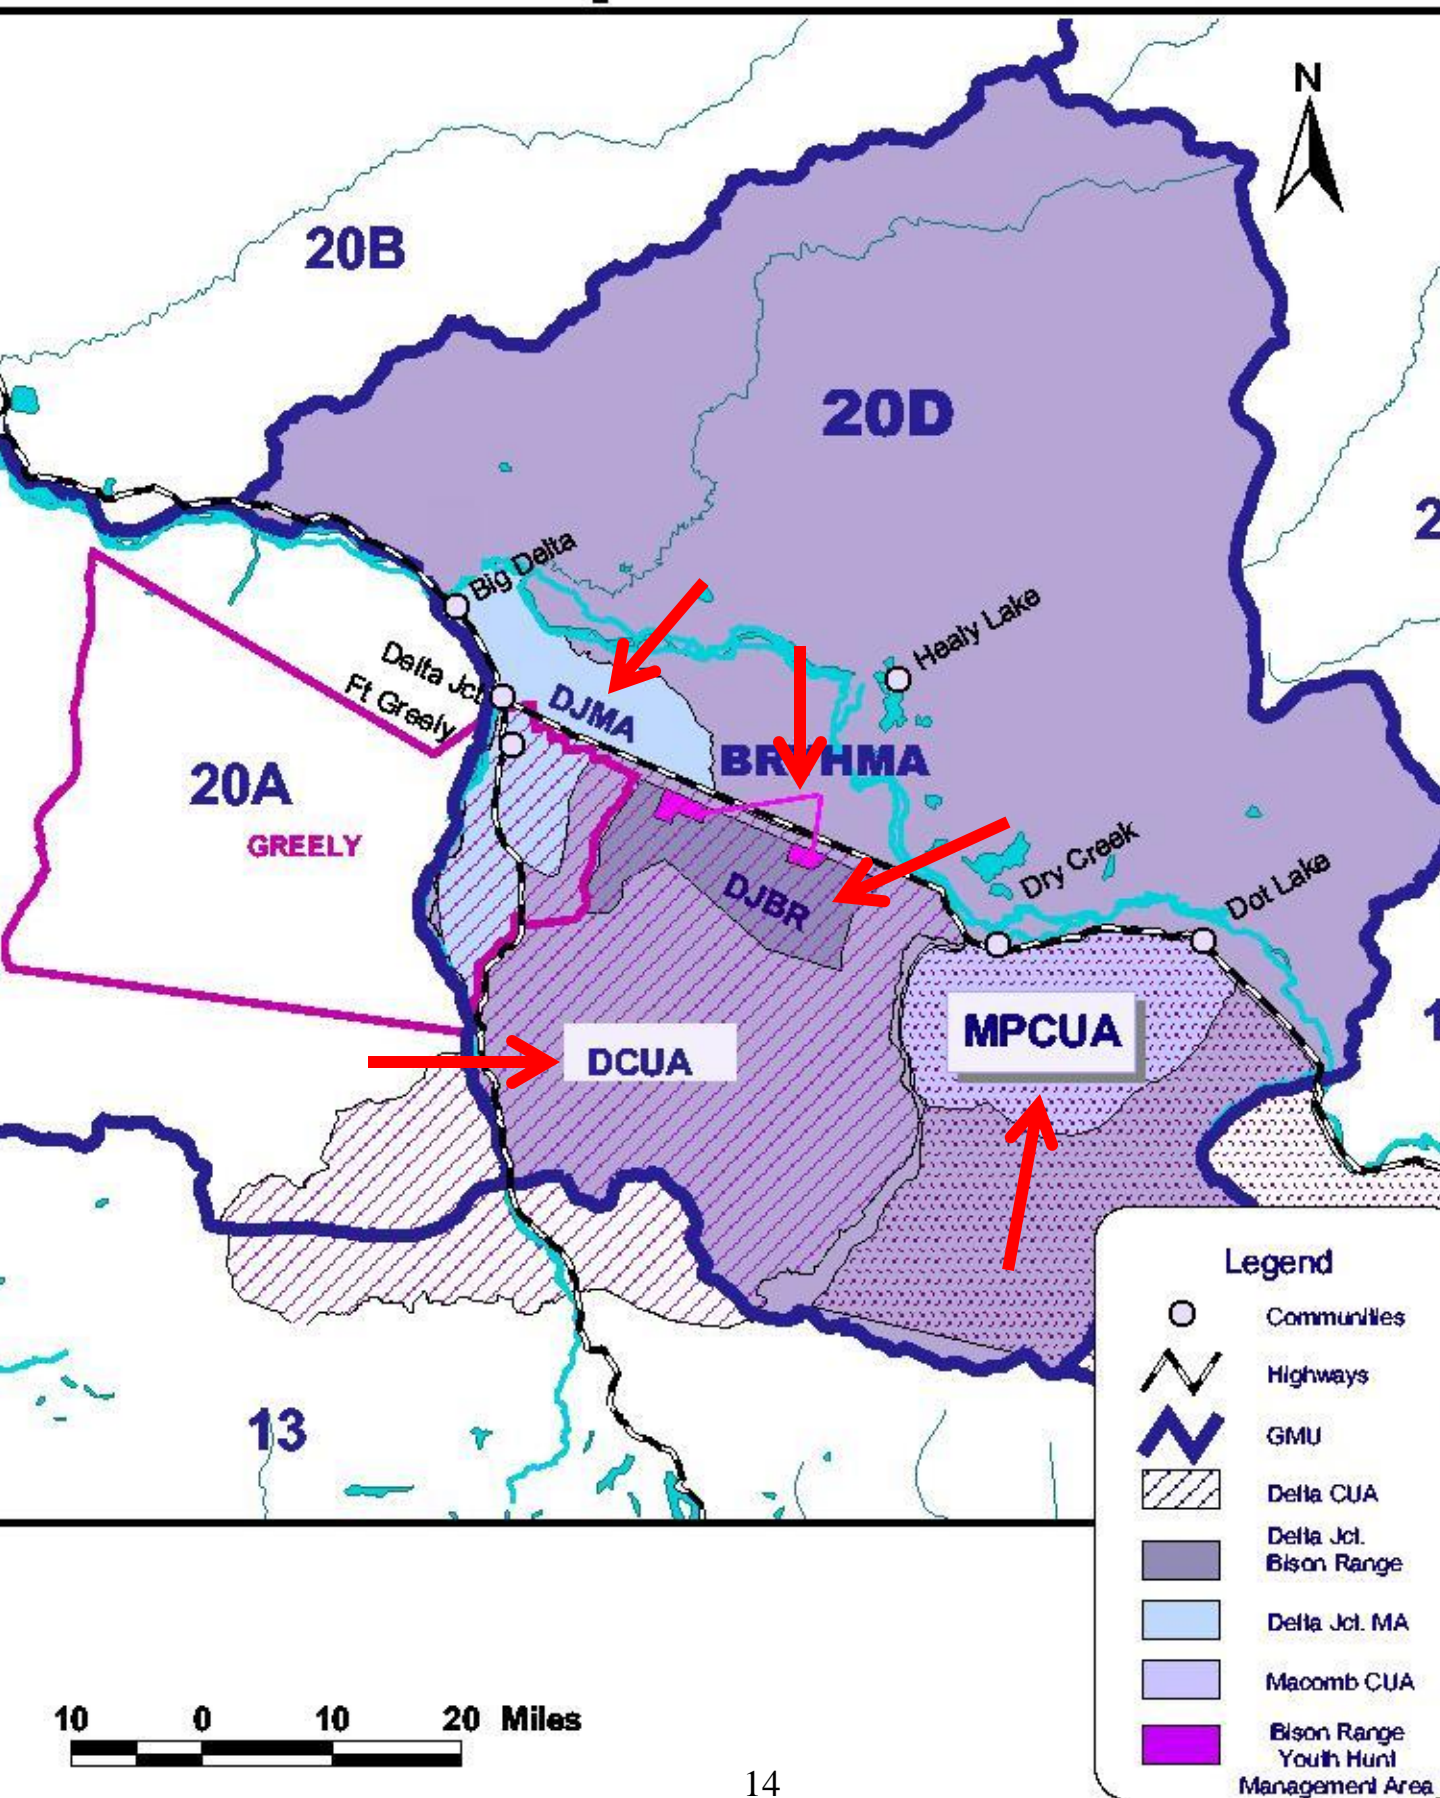 N
20B
20D
Big Delta
Healy Lake
Delta Jct
Ft Greely
DJMA
20A
GREELY
DJBR
Dry Creek
Dot Lake
MPCUA
DCUA
13
Legend
Communities
Highways
GMU
Delta CUA
Delta Jct.
Bison Range
Delta Jct. MA
Macomb CUA
Bison Range
Youth Hunt
Management Area
10 0 10 20 Miles
14